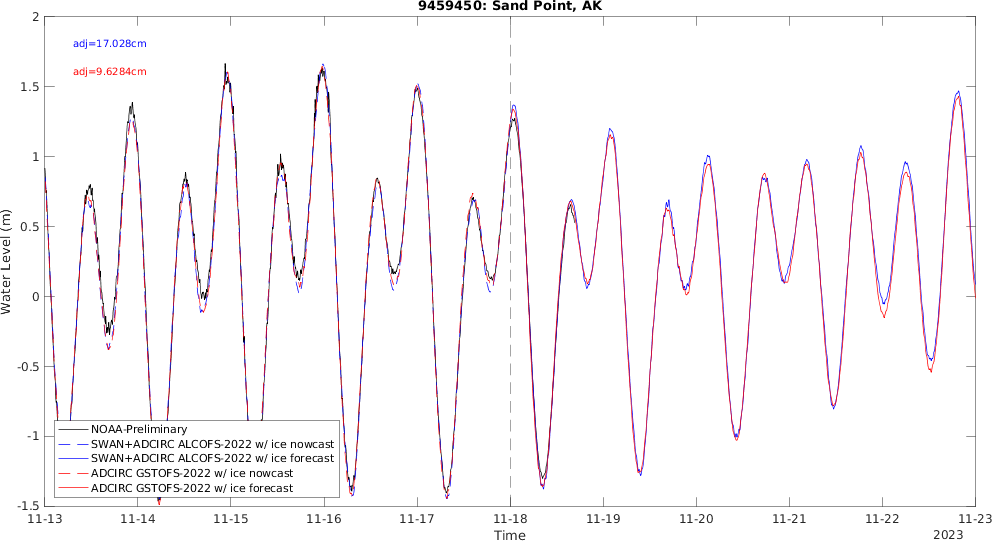 9459450: Sand Point, AK
adj=17.028cm
adj=9.6284cm
Water Level (m)
2
1.5
1
0.5
0
-0.5
-1
-1.5
NOAA-Preliminary
SWAN+ADCIRC ALCOFS-2022 w/ ice nowcast
SWAN+ADCIRC ALCOFS-2022 w/ ice forecast
ADCIRC GSTOFS-2022 w/ ice nowcast
ADCIRC GSTOFS-2022 w/ ice forecast
11-13 11-14 11-15 11-16 11-17 11-18 11-19 11-20 11-21 11-22 11-23
Time
2023